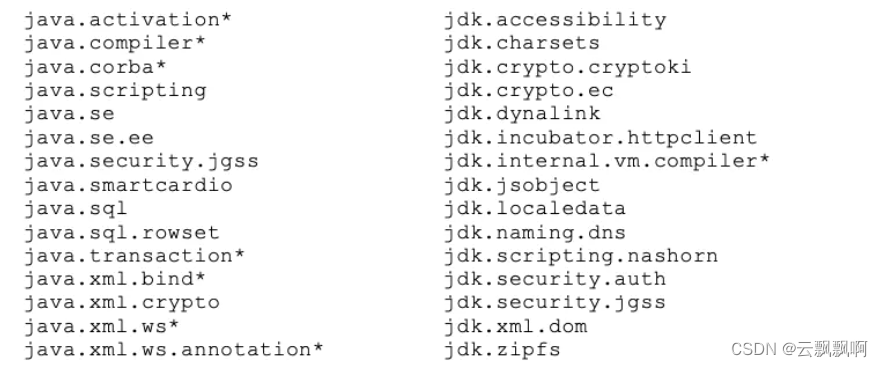 java.activation*
java.compiler*
java.corba*
java.scripting
java.se
java.se.ee
java.security.jgss
java.smartcardio
java.sql
java.sql.rowset
java.transaction*
java.xml.bind*
java.xml.crypto
java.xml.ws*
java.xml.ws.annotation*
jdk.accessibility
jdk.charsets
jdk.crypto.cryptoki
jdk.crypto.ec
jdk.dynalink
jdk.incubator.httpclient
jdk.internal.vm.compiler*
jdk.jsobject
jdk.localedata
jdk.naming.dns
jdk.scripting.nashorn
jdk.security.auth
jdk.security.jgss
jdk.xml.dom
jdk.zipfs
CSDN @云飘飘啊